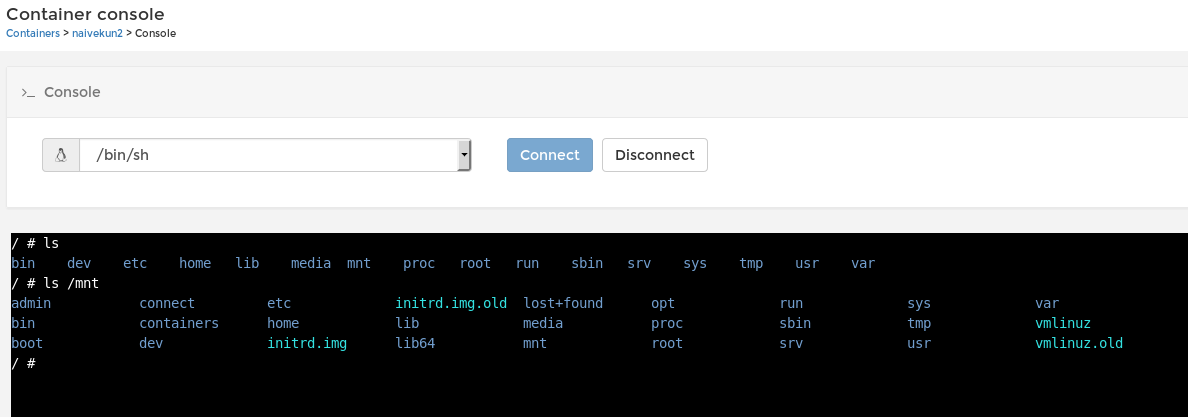 Container console
Containers > naivekun2 > Console
>_ Console
/bin/sh Connect Disconnect
/ # ls
bin dev etc home lib media mnt proc root run sbin srv sys tmp usr var
/ # ls /mnt
admin connect etc initrd.img.old lost+found opt run sys var
bin containers home lib media proc sbin tmp vmlinuz
boot dev initrd.img lib64 mnt root srv usr vmlinuz.old
/ #